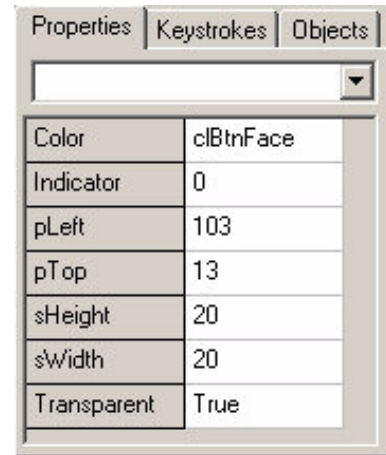 Properties Keystrokes Objects
Color clBtnFace
Indicator 0
pLeft 103
pTop 13
sHeight 20
sWidth 20
Transparent True